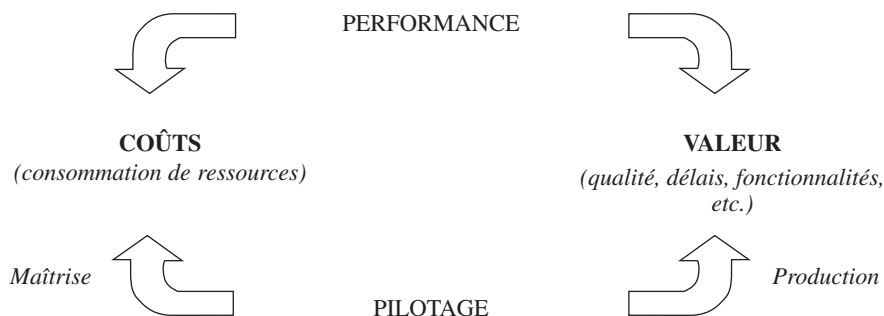 PERFORMANCE
COÛTS
(consommation de ressources)
VALEUR
(qualité, délais, fonctionnalités,
etc.)
Maîtrise
Production
PILOTAGE